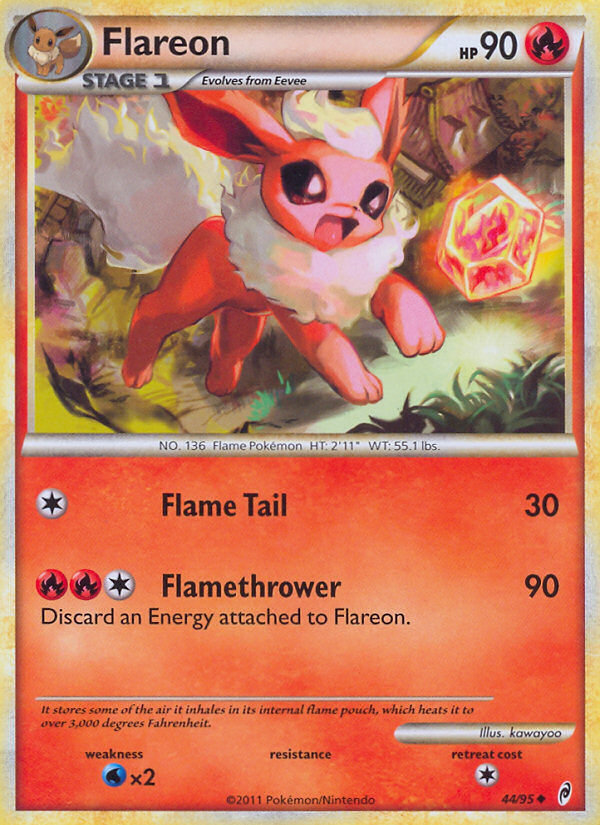 Flareon
HP 90
STAGE 1
Evolves from Eevee
NO. 136 Flame Pokémon HT: 2'11" WT: 55.1 lbs.
Flame Tail 30
Flamethrower 90
Discard an Energy attached to Flareon.
It stores some of the air it inhales in its internal flame pouch, which heats it to
over 3,000 degrees Fahrenheit.
Illus. kawayoo
weakness resistance retreat cost
×2
©2011 Pokémon/Nintendo
44/95